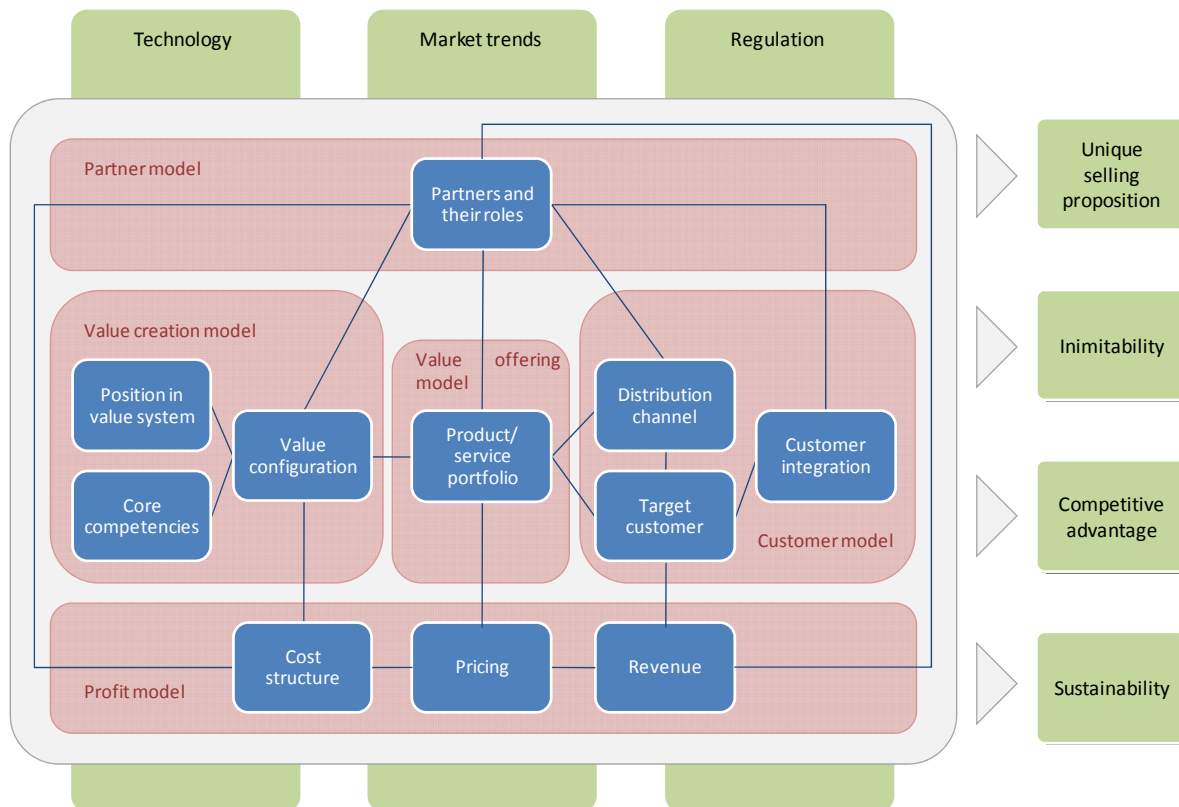 Technology
Market trends
Regulation
Partner model
Partners and
their roles
Value creation model
Position in
value system
Core
competencies
Value
configuration
Value offering
model
Product/
service
portfolio
Distribution
channel
Target
customer
Customer
integration
Customer model
Cost
structure
Pricing
Revenue
Profit model
Unique
selling
proposition
Inimitability
Competitive
advantage
Sustainability